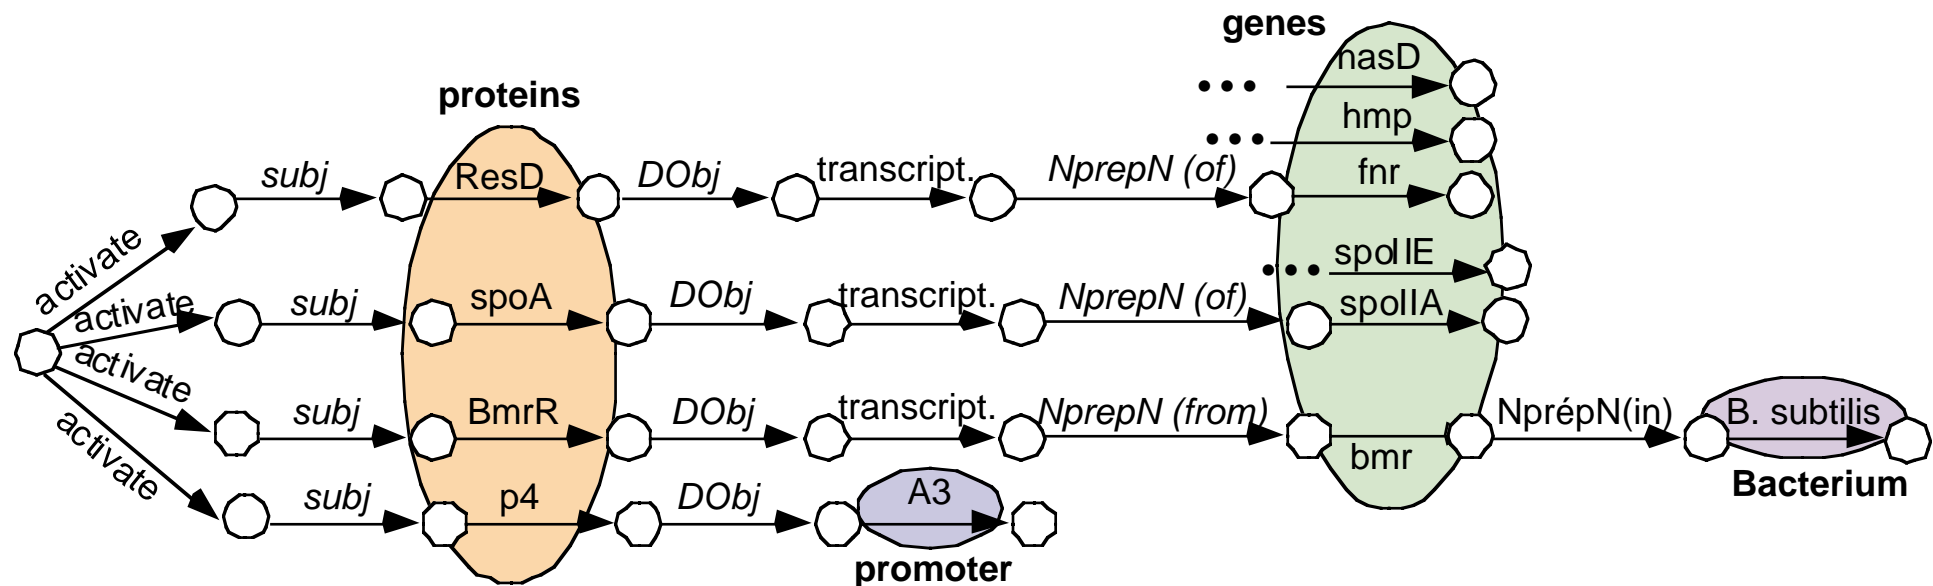 genes
nasD
proteins
hmp
activate subj ResD DObj transcript. NprepN (of) fnr
spoIIE
activate subj spoA DObj transcript. NprepN (of) spoIIA
activate subj BmrR DObj transcript. NprepN (from) bmr NprépN(in) B. subtilis
Bacterium
activate subj p4 DObj A3
promoter